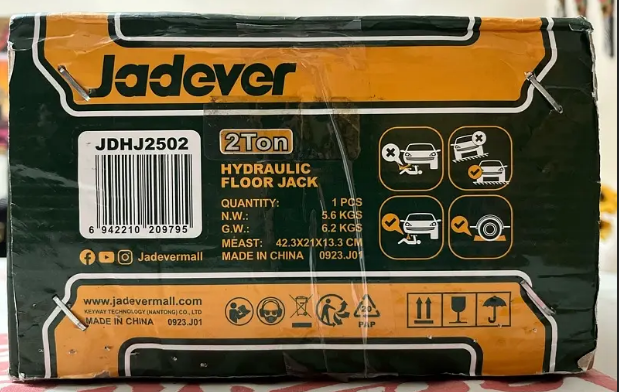 Jadever
JDHJ2502
6 942210 209795
Jadevermall
2Ton
HYDRAULIC
FLOOR JACK
QUANTITY: 1 PCS
N.W.: 5.6 KGS
G.W.: 6.2 KGS
MEAST: 42.3X21X13.3 CM
MADE IN CHINA 0923.J01
www.jadevermall.com
KEYWAY TECHNOLOGY (NANTONG) CO., LTD
MADE IN CHINA 0923.J01
20
PAP
Jadever